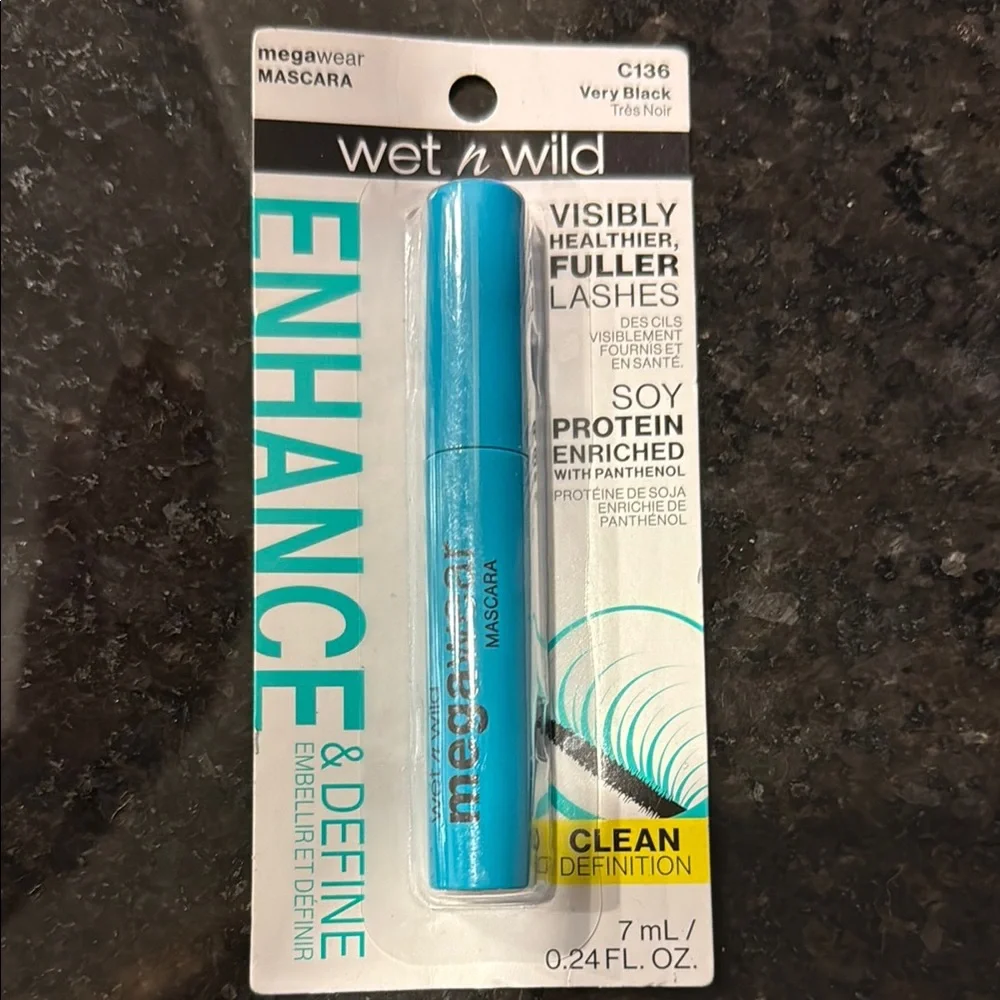 megawear
MASCARA
C136
Very Black
Très Noir
wet n wild
ENHANCE
& DEFINE
EMBELLIR ET DÉFINIR
VISIBLY
HEALTHIER,
FULLER
LASHES
DES CILS
VISIBLEMENT
FOURNIS ET
EN SANTÉ.
SOY
PROTEIN
ENRICHED
WITH PANTHENOL
PROTÉINE DE SOJA
ENRICHIE DE
PANTHÉNOL
wet n wild
megawear
MASCARA
CLEAN
DEFINITION
7 mL /
0.24 FL. OZ.